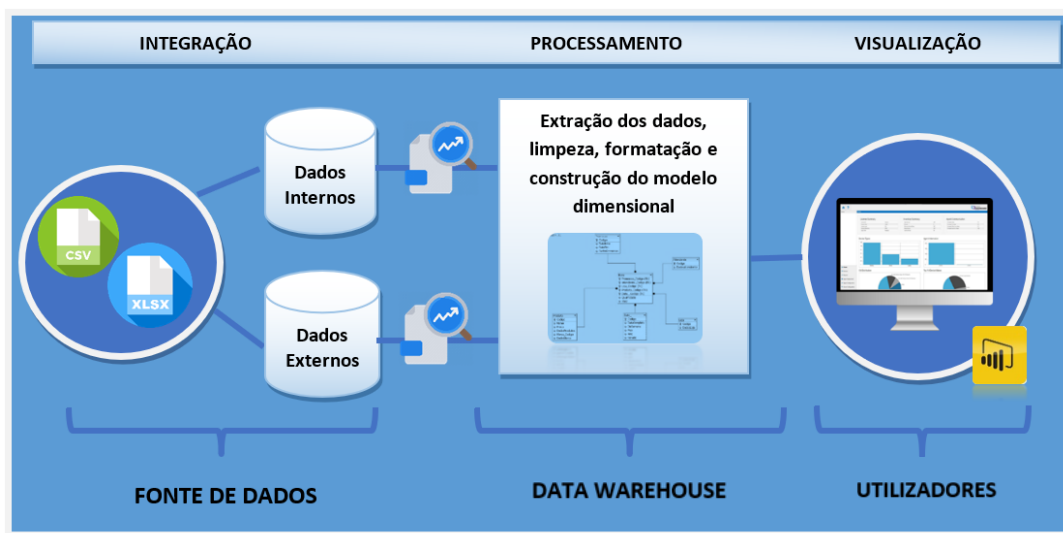 INTEGRAÇÃO
PROCESSAMENTO
VISUALIZAÇÃO
CSV
XLSX
Dados
Internos
Dados
Externos
Extração dos dados,
limpeza, formatação e
construção do modelo
dimensional
FONTE DE DADOS
DATA WAREHOUSE
UTILIZADORES